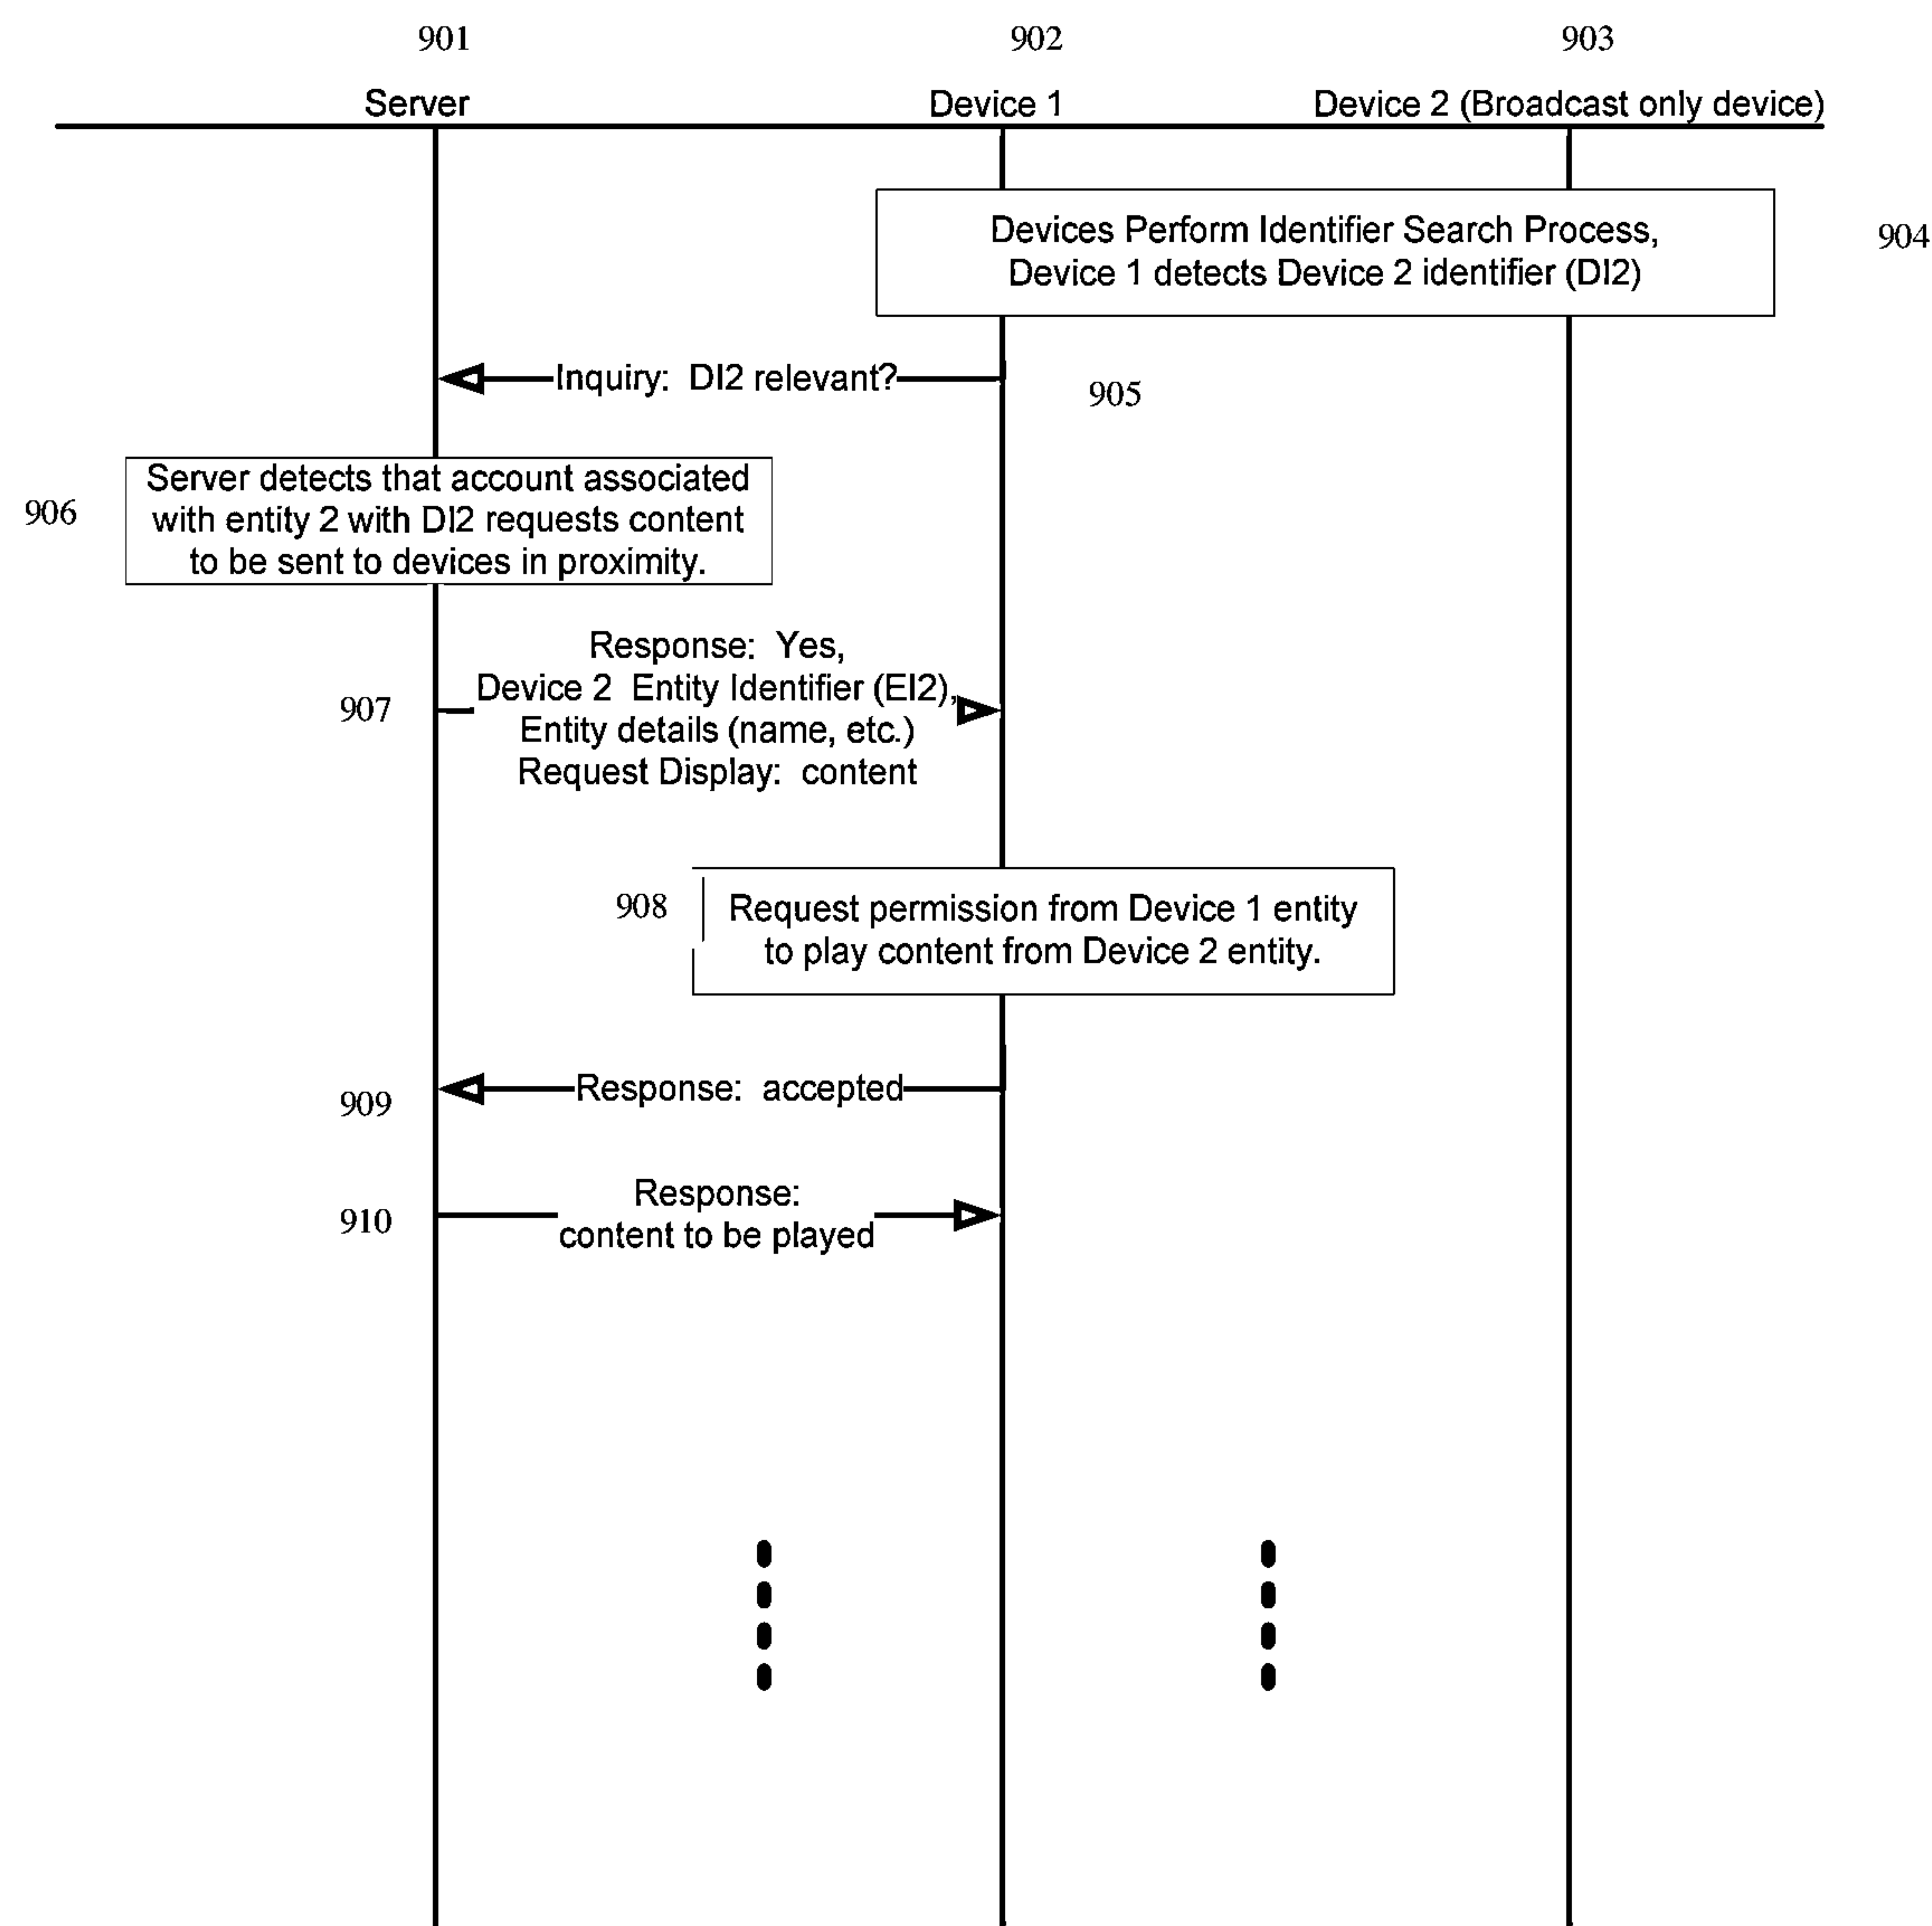 901
902
903
Server
Device 1
Device 2 (Broadcast only device)
Devices Perform Identifier Search Process,
Device 1 detects Device 2 identifier (DI2)
904
Inquiry: DI2 relevant?
905
906
Server detects that account associated
with entity 2 with DI2 requests content
to be sent to devices in proximity.
907
Response: Yes,
Device 2 Entity Identifier (EI2),
Entity details (name, etc.)
Request Display: content
908
Request permission from Device 1 entity
to play content from Device 2 entity.
909
Response: accepted
910
Response:
content to be played